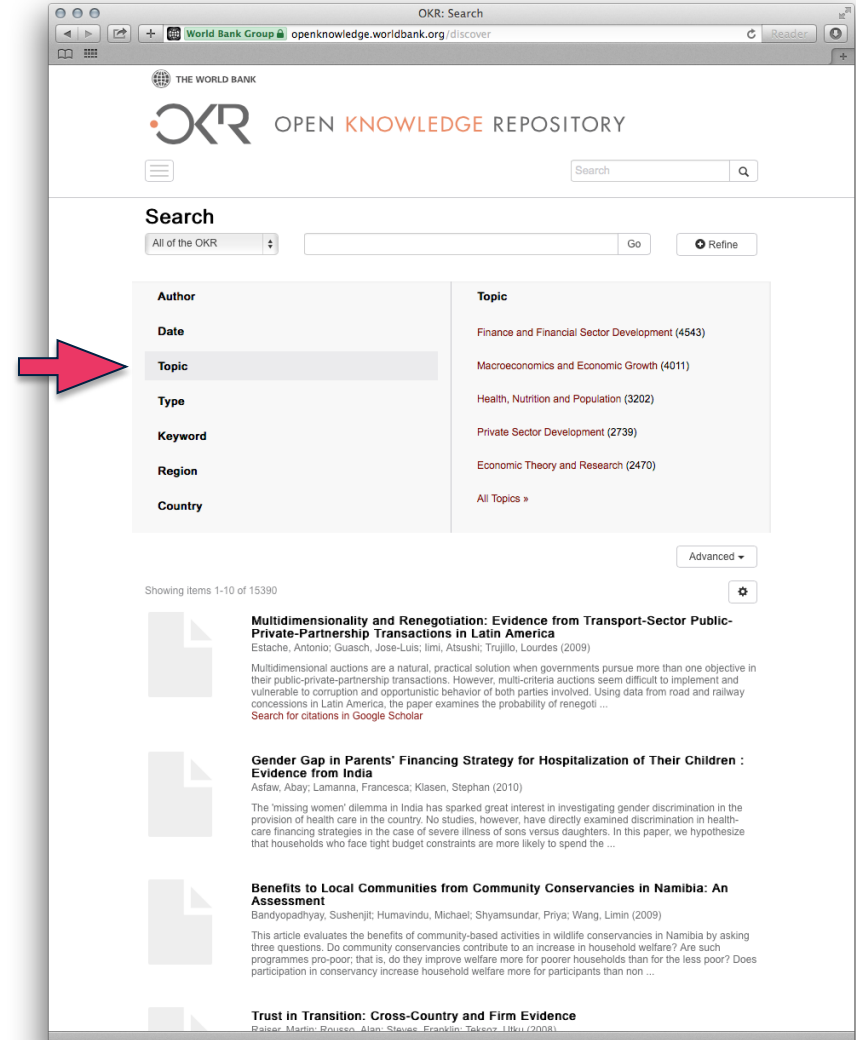 OKR: Search
World Bank Group openknowledge.worldbank.org/discover
Reader
THE WORLD BANK
OKR OPEN KNOWLEDGE REPOSITORY
Search
Search
All of the OKR
Go
Refine
Author
Date
Topic
Type
Keyword
Region
Country
Topic
Finance and Financial Sector Development (4543)
Macroeconomics and Economic Growth (4011)
Health, Nutrition and Population (3202)
Private Sector Development (2739)
Economic Theory and Research (2470)
All Topics »
Advanced
Showing items 1-10 of 15390
Multidimensionality and Renegotiation: Evidence from Transport-Sector Public-
Private-Partnership Transactions in Latin America
Estache, Antonio; Guasch, Jose-Luis; Iimi, Atsushi; Trujillo, Lourdes (2009)
Multidimensional auctions are a natural, practical solution when governments pursue more than one objective in
their public-private-partnership transactions. However, multi-criteria auctions seem difficult to implement and
vulnerable to corruption and opportunistic behavior of both parties involved. Using data from road and railway
concessions in Latin America, the paper examines the probability of renegoti ...
Search for citations in Google Scholar
Gender Gap in Parents' Financing Strategy for Hospitalization of Their Children :
Evidence from India
Asfaw, Abay; Lamanna, Francesca; Klasen, Stephan (2010)
The 'missing women' dilemma in India has sparked great interest in investigating gender discrimination in the
provision of health care in the country. No studies, however, have directly examined discrimination in health-
care financing strategies in the case of severe illness of sons versus daughters. In this paper, we hypothesize
that households who face tight budget constraints are more likely to spend the ...
Benefits to Local Communities from Community Conservancies in Namibia: An
Assessment
Bandyopadhyay, Sushenjit; Humavindu, Michael; Shyamsundar, Priya; Wang, Limin (2009)
This article evaluates the benefits of community-based activities in wildlife conservancies in Namibia by asking
three questions. Do community conservancies contribute to an increase in household welfare? Are such
programmes pro-poor; that is, do they improve welfare more for poorer households than for the less poor? Does
participation in conservancy increase household welfare more for participants than non ...
Trust in Transition: Cross-Country and Firm Evidence
Raiser, Martin; Rousso, Alan; Steves, Franklin; Teksoz, Utku (2008)